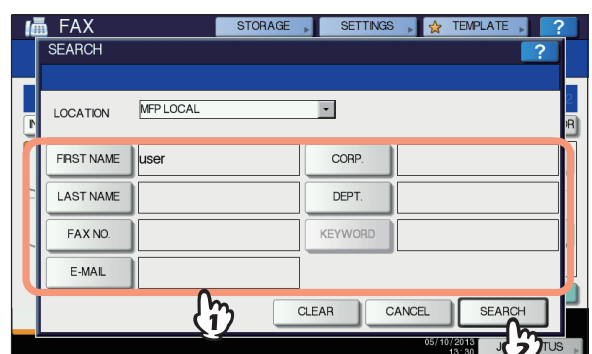 FAX STORAGE SETTINGS TEMPLATE ?
SEARCH ?
LOCATION MFP LOCAL
FIRST NAME user CORP.
LAST NAME DEPT.
FAX NO. KEYWORD
E-MAIL
1
CLEAR CANCEL SEARCH
2
05/10/2013
13:30